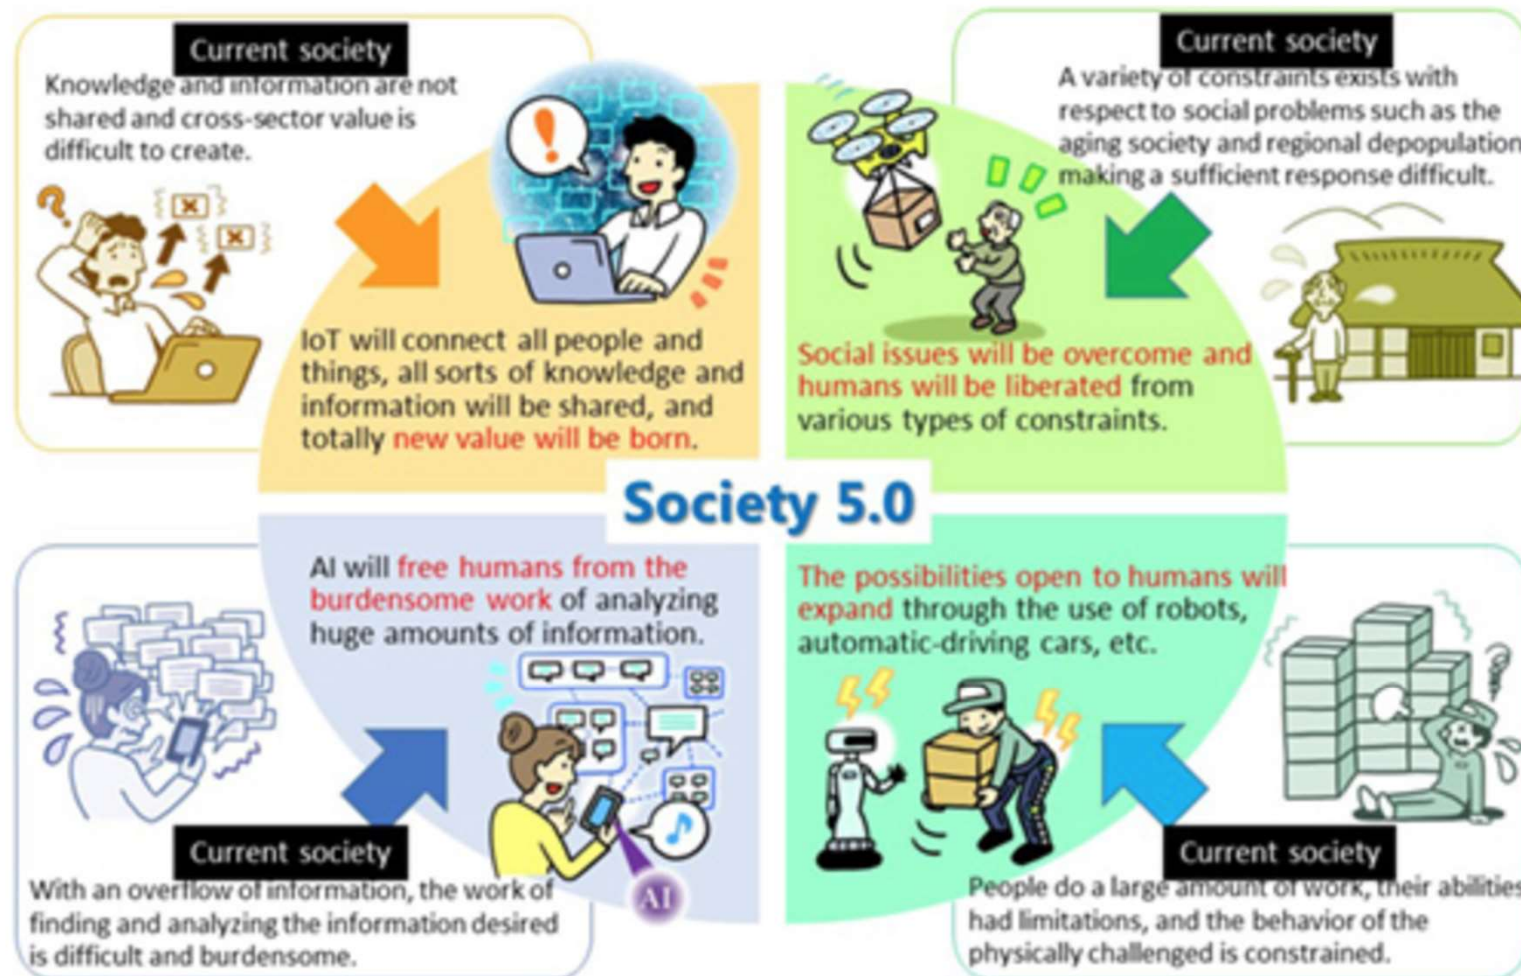 Current society
Knowledge and information are not
shared and cross-sector value is
difficult to create.
IoT will connect all people and
things, all sorts of knowledge and
information will be shared, and
totally new value will be born.
Current society
A variety of constraints exists with
respect to social problems such as the
aging society and regional depopulation
making a sufficient response difficult.
Social issues will be overcome and
humans will be liberated from
various types of constraints.
Society 5.0
AI will free humans from the
burdensome work of analyzing
huge amounts of information.
AI
Current society
With an overflow of information, the work of
finding and analyzing the information desired
is difficult and burdensome.
The possibilities open to humans will
expand through the use of robots,
automatic-driving cars, etc.
Current society
People do a large amount of work, their abilities
had limitations, and the behavior of the
physically challenged is constrained.